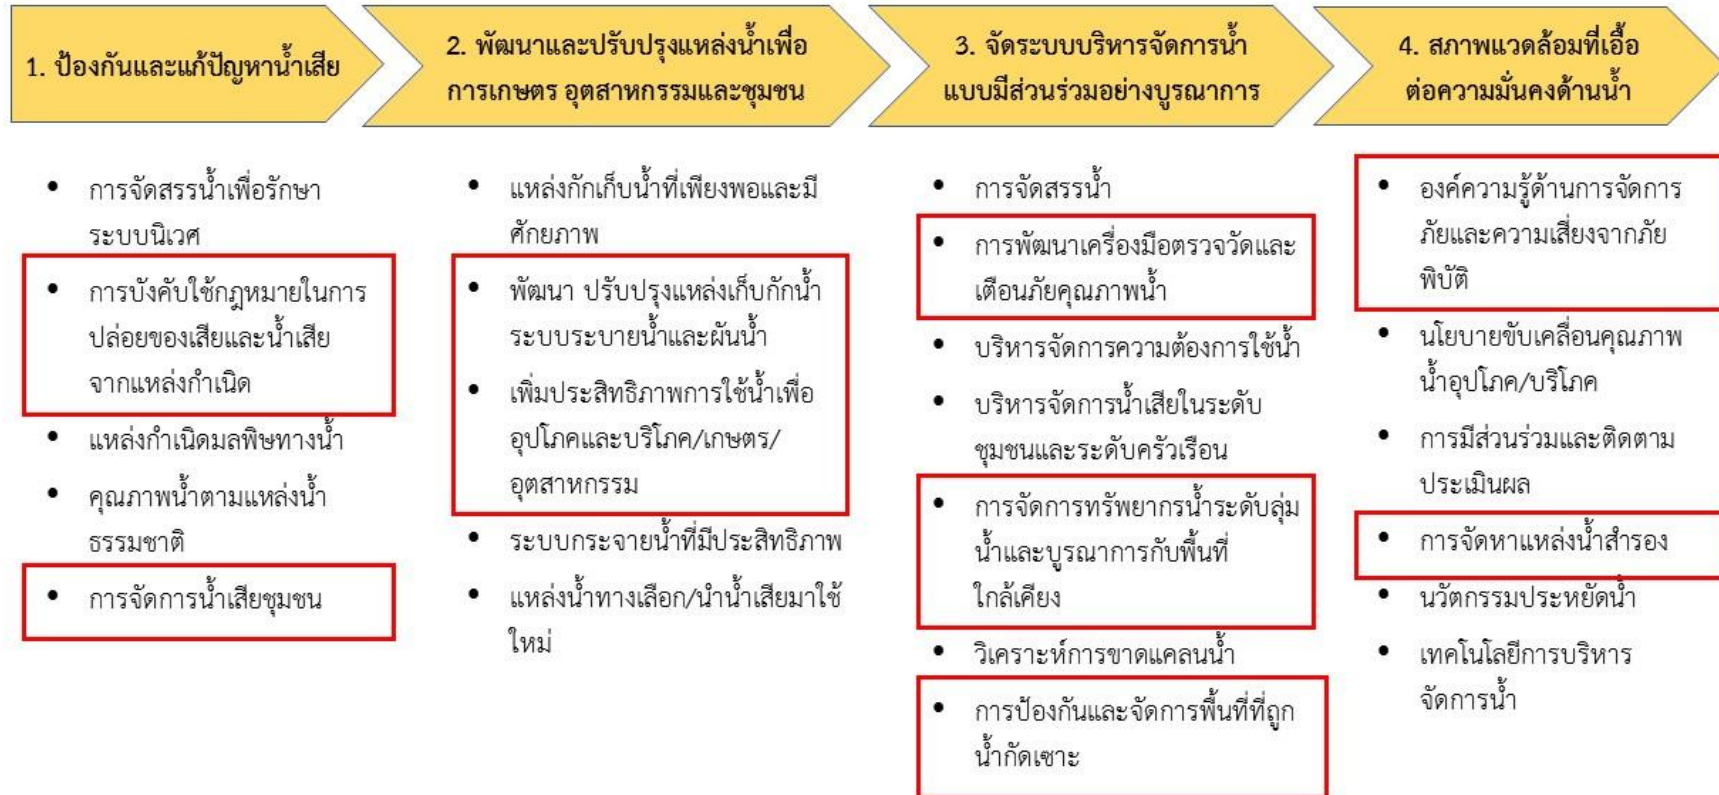 1. ป้องกันและแก้ปัญหาน้ำเสีย
2. พัฒนาและปรับปรุงแหล่งน้ำเพื่อ
การเกษตร อุตสาหกรรมและชุมชน
3. จัดระบบบริหารจัดการน้ำ
แบบมีส่วนร่วมอย่างบูรณาการ
4. สภาพแวดล้อมที่เอื้อ
ต่อความมั่นคงด้านน้ำ
• การจัดสรรน้ำเพื่อรักษา
ระบบนิเวศ
• การบังคับใช้กฎหมายในการ
ปล่อยของเสียและน้ำเสีย
จากแหล่งกำเนิด
• แหล่งกำเนิดมลพิษทางน้ำ
• คุณภาพน้ำตามแหล่งน้ำ
ธรรมชาติ
• การจัดการน้ำเสียชุมชน
• แหล่งกักเก็บน้ำที่เพียงพอและมี
ศักยภาพ
• พัฒนา ปรับปรุงแหล่งเก็บกักน้ำ
ระบบระบายน้ำและผันน้ำ
• เพิ่มประสิทธิภาพการใช้น้ำเพื่อ
อุปโภคและบริโภค/เกษตร/
อุตสาหกรรม
• ระบบกระจายน้ำที่มีประสิทธิภาพ
• แหล่งน้ำทางเลือก/นำน้ำเสียมาใช้
ใหม่
• การจัดสรรน้ำ
• การพัฒนาเครื่องมือตรวจวัดและ
เตือนภัยคุณภาพน้ำ
• บริหารจัดการความต้องการใช้น้ำ
• บริหารจัดการน้ำเสียในระดับ
ชุมชนและระดับครัวเรือน
• การจัดการทรัพยากรน้ำระดับลุ่ม
น้ำและบูรณาการกับพื้นที่
ใกล้เคียง
• วิเคราะห์การขาดแคลนน้ำ
• การป้องกันและจัดการพื้นที่ที่ถูก
น้ำกัดเซาะ
• องค์ความรู้ด้านการจัดการ
ภัยและความเสี่ยงจากภัย
พิบัติ
• นโยบายขับเคลื่อนคุณภาพ
น้ำอุปโภค/บริโภค
• การมีส่วนร่วมและติดตาม
ประเมินผล
• การจัดหาแหล่งน้ำสำรอง
• นวัตกรรมประหยัดน้ำ
• เทคโนโลยีการบริหาร
จัดการน้ำ